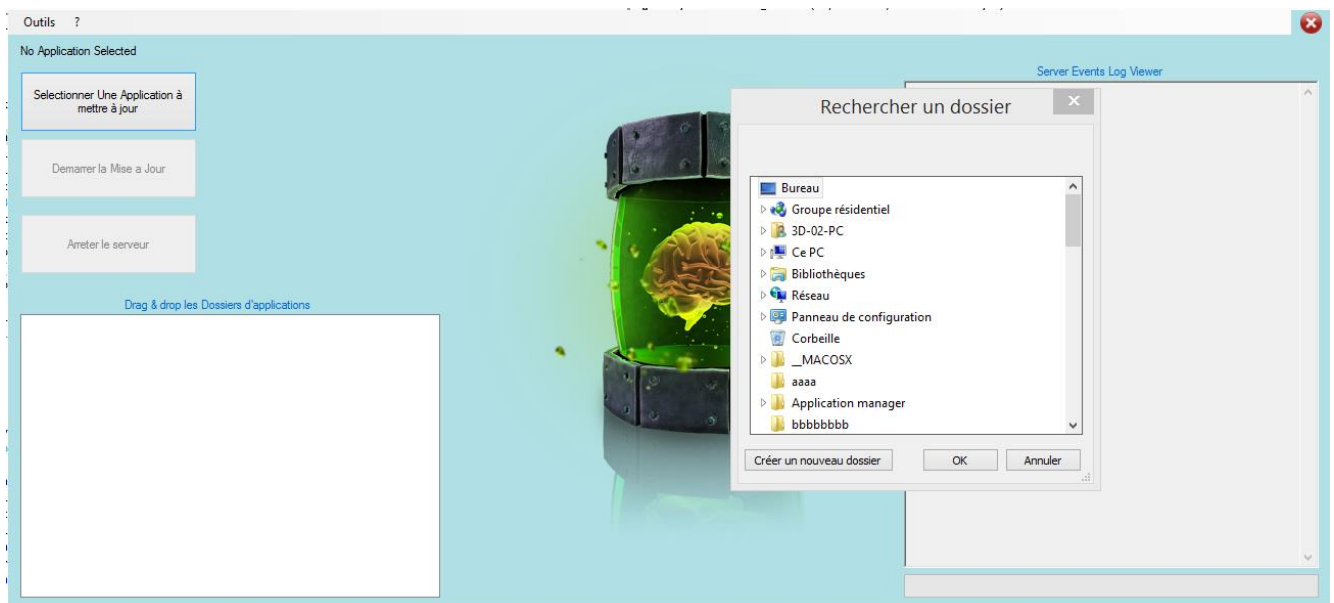 Outils ?
No Application Selected
Selectionner Une Application à
mettre à jour
Demarrer la Mise a Jour
Arreter le serveur
Drag & drop les Dossiers d'applications
Server Events Log Viewer
Rechercher un dossier
Bureau
Groupe résidentiel
3D-02-PC
Ce PC
Bibliothèques
Réseau
Panneau de configuration
Corbeille
__MACOSX
aaaa
Application manager
bbbbbbbb
Créer un nouveau dossier OK Annuler